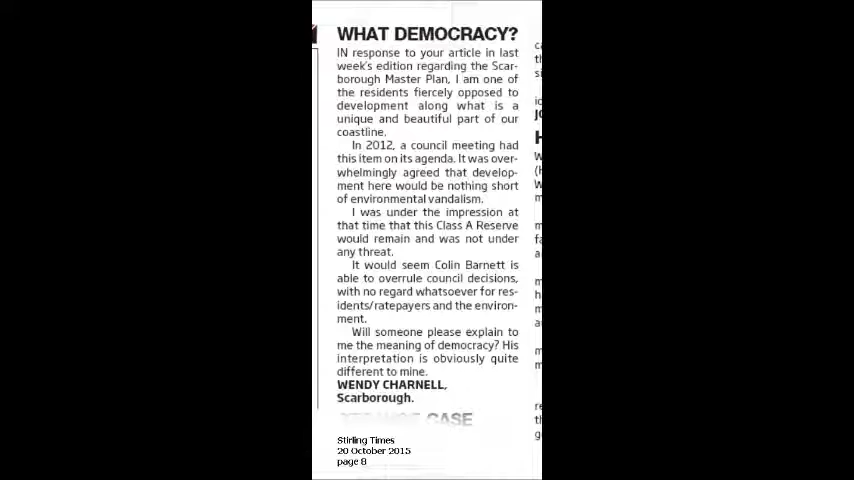 WHAT DEMOCRACY?
IN response to your article in last
week's edition regarding the Scar-
borough Master Plan, I am one of
the residents fiercely opposed to
development along what is a
unique and beautiful part of our
coastline.
In 2012, a council meeting had
this item on its agenda. It was over-
whelmingly agreed that develop-
ment here would be nothing short
of environmental vandalism.
I was under the impression at
that time that this Class A Reserve
would remain and was not under
any threat.
It would seem Colin Barnett is
able to overrule council decisions,
with no regard whatsoever for res-
idents/ratepayers and the environ-
ment.
Will someone please explain to
me the meaning of democracy? His
interpretation is obviously quite
different to mine.
WENDY CHARNELL,
Scarborough.
CASE
Stirling Times
20 October 2015
page 8